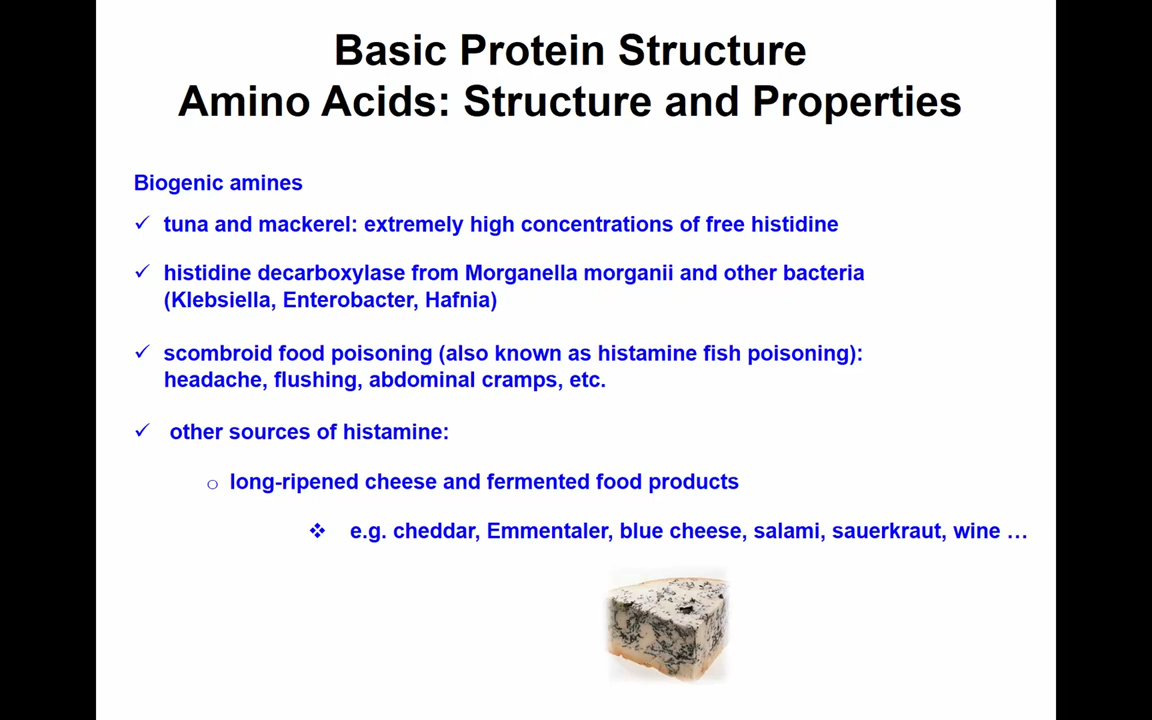 Basic Protein Structure
Amino Acids: Structure and Properties
Biogenic amines
✓ tuna and mackerel: extremely high concentrations of free histidine
✓ histidine decarboxylase from Morganella morganii and other bacteria
(Klebsiella, Enterobacter, Hafnia)
✓ scombroid food poisoning (also known as histamine fish poisoning):
headache, flushing, abdominal cramps, etc.
✓ other sources of histamine:
o long-ripened cheese and fermented food products
❖ e.g. cheddar, Emmentaler, blue cheese, salami, sauerkraut, wine …